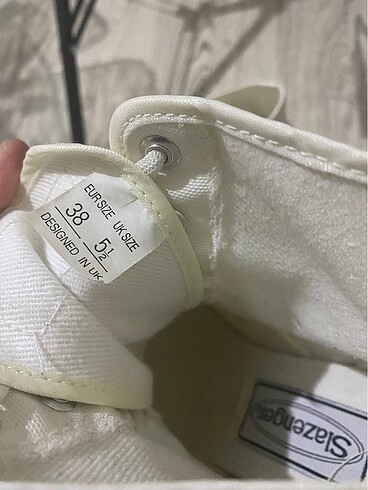 EUR SIZE UK SIZE
38 5½
DESIGNED IN UK
Slazenger